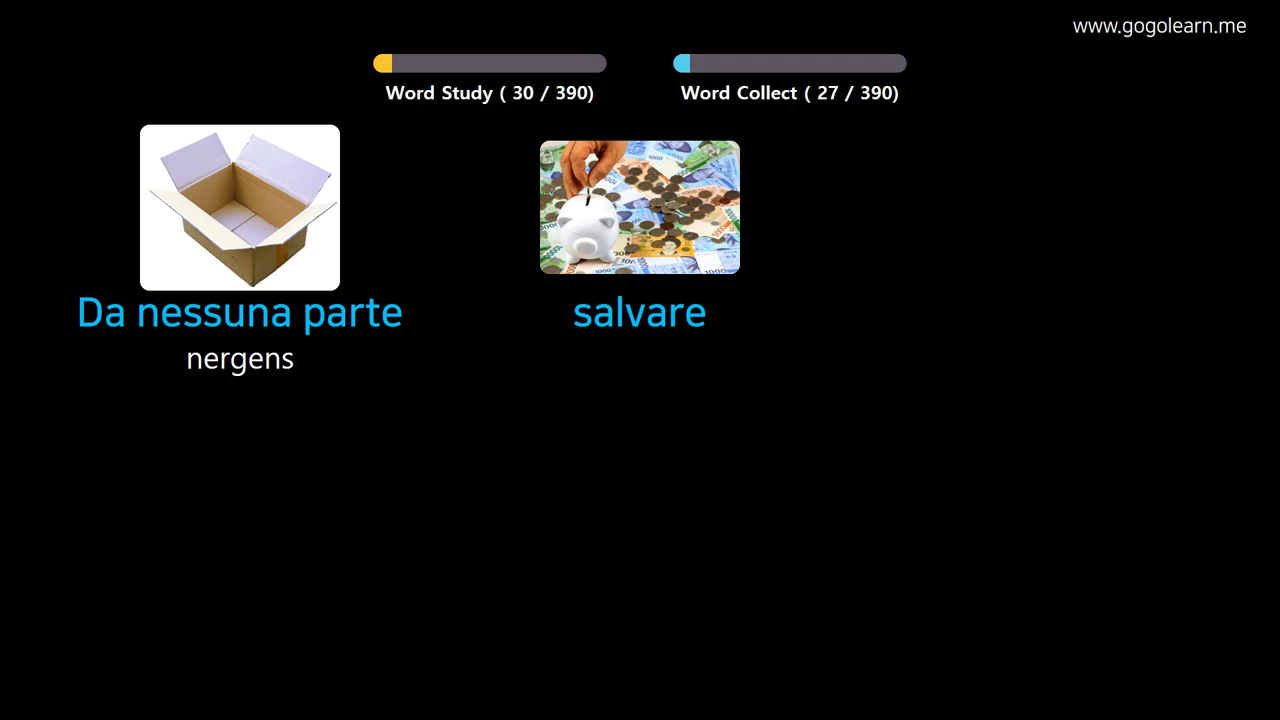 www.gogolearn.me
Word Study ( 30 / 390)
Word Collect ( 27 / 390)
Da nessuna parte
salvare
nergens